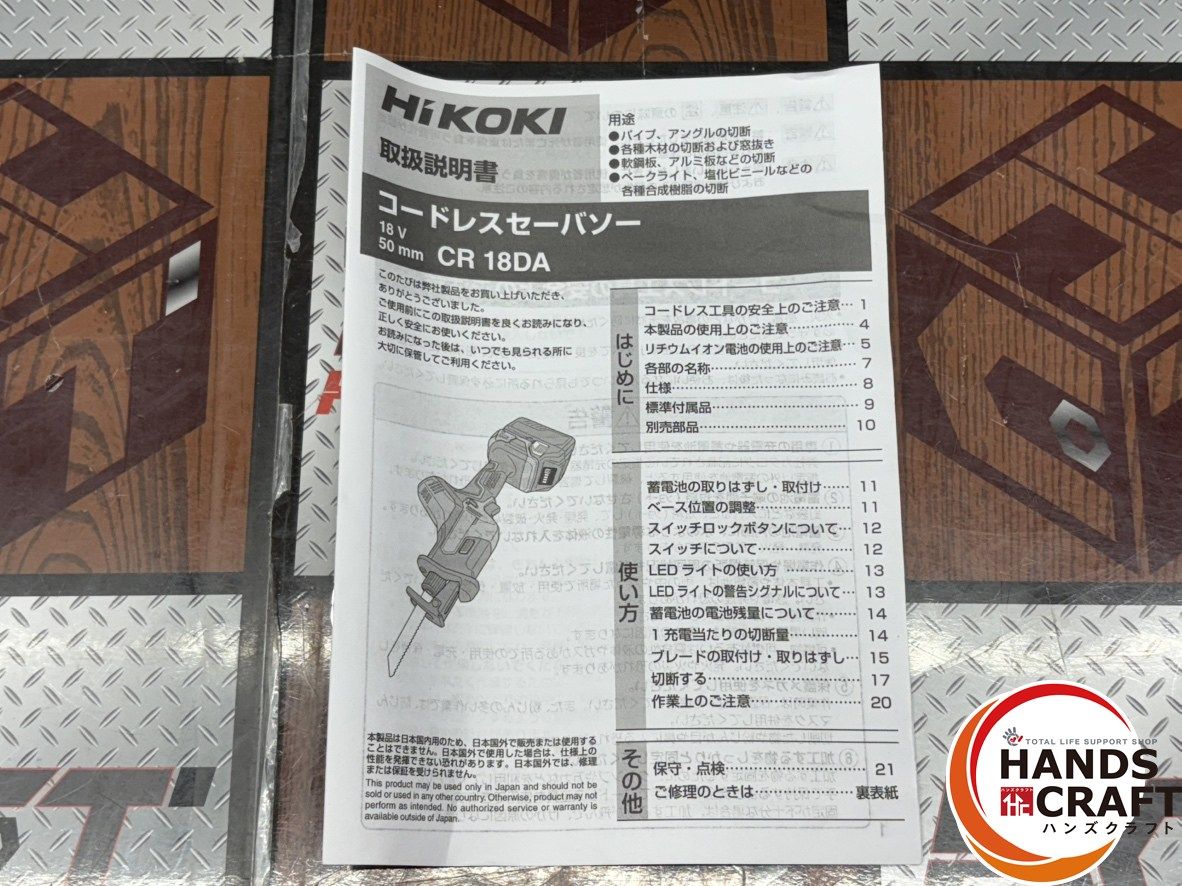 HiKOKI
取扱説明書
用途
●パイプ、アングルの切断
●各種木材の切断および窓抜き
●軟鋼板、アルミ板などの切断
●ベークライト、塩化ビニールなどの
各種合成樹脂の切断
コードレスセーバソー
18 V
50 mm CR 18DA
このたびは弊社製品をお買い上げいただき、
ありがとうございました。
ご使用前にこの取扱説明書を良くお読みになり、
正しく安全にお使いください。
お読みになった後は、いつでも見られる所に
大切に保管してご利用ください。
はじめに
コードレス工具の安全上のご注意… 1
本製品の使用上のご注意………… 4
リチウムイオン電池の使用上のご注意… 5
各部の名称……………………… 7
仕様……………………………… 8
標準付属品……………………… 9
別売部品………………………… 10
使い方
蓄電池の取りはずし・取付け…… 11
ベース位置の調整……………… 11
スイッチロックボタンについて… 12
スイッチについて……………… 12
LEDライトの使い方…………… 13
LEDライトの警告シグナルについて… 13
蓄電池の電池残量について……… 14
1充電当たりの切断量…………… 14
ブレードの取付け・取りはずし… 15
切断する………………………… 17
作業上のご注意………………… 20
その他
保守・点検……………………… 21
ご修理のときは……………… 裏表紙
本製品は日本国内用のため、日本国外で販売または使用する
ことはできません。日本国外で使用した場合は、仕様上の
性能を発揮できない恐れがあります。日本国外では、修理
または保証を受けられません。
This product may be used only in Japan and should not be
sold or used in any other country. Otherwise, product may not
perform as intended. No authorized service or warranty is
available outside of Japan.
TOTAL LIFE SUPPORT SHOP
HANDS
ハンズクラフト
CRAFT
ハンズクラフト